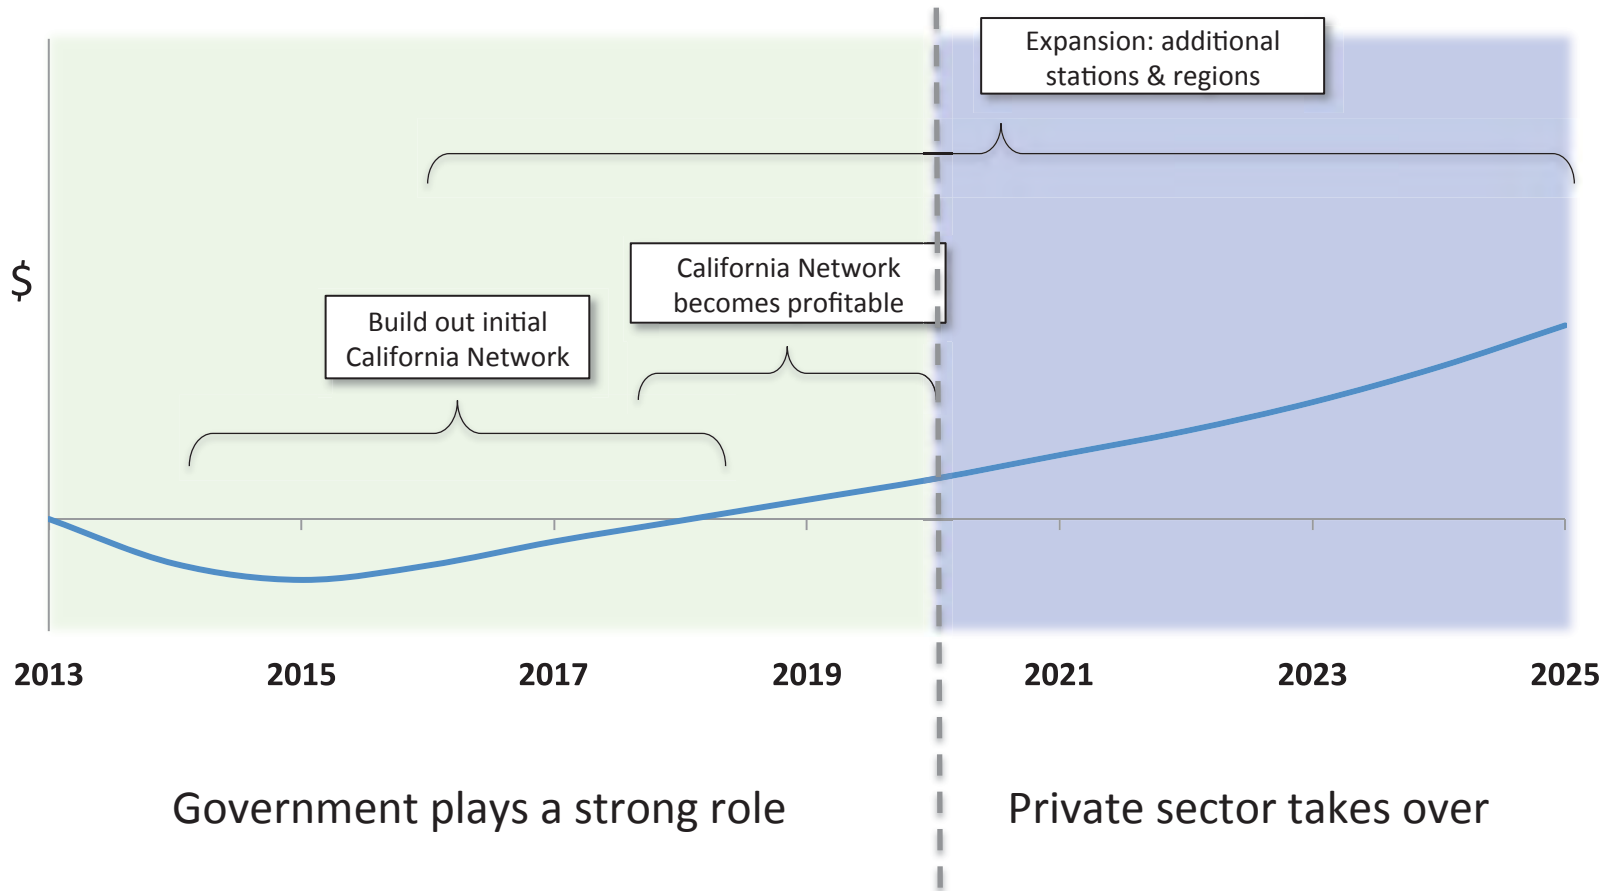 Expansion: additional
stations & regions
$
California Network
becomes profitable
Build out initial
California Network
2013 2015 2017 2019 2021 2023 2025
Government plays a strong role
Private sector takes over